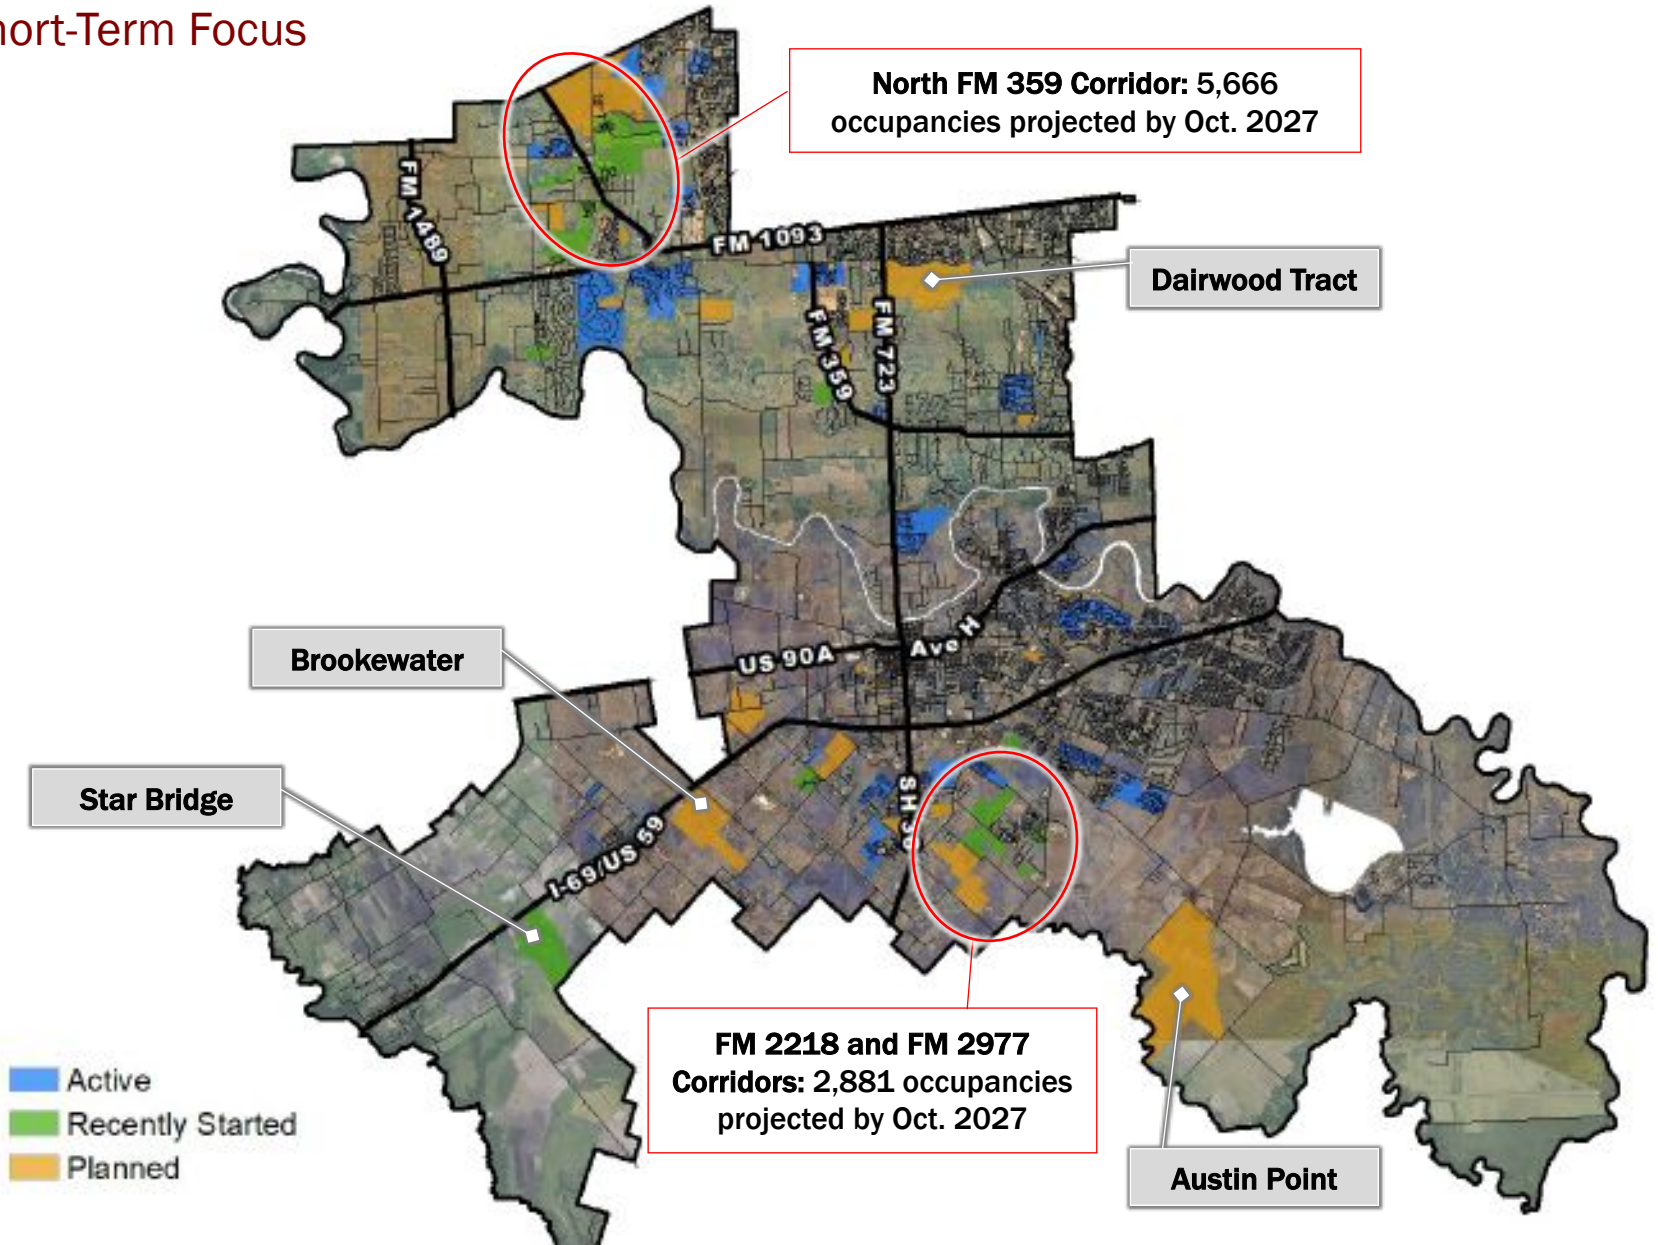 hort-Term Focus
North FM 359 Corridor: 5,666
occupancies projected by Oct. 2027
FM 1489
FM 1093
Dairwood Tract
FM 359
FM 723
US 90A
Ave H
Brookewater
Star Bridge
I-69/US 59
SH 36
FM 2218 and FM 2977
Corridors: 2,881 occupancies
projected by Oct. 2027
Austin Point
Active
Recently Started
Planned